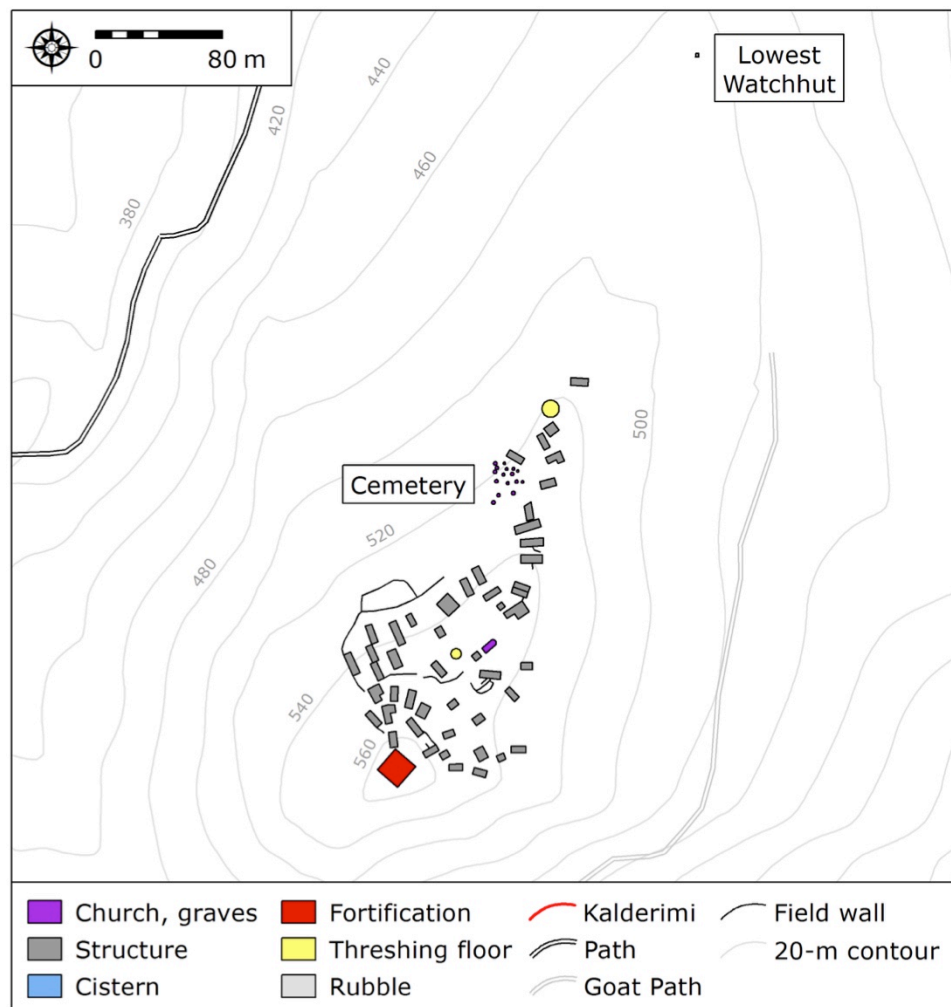 0 80 m
Lowest
Watchhut
440
420
460
380
500
Cemetery
520
480
540
560
Church, graves
Fortification
Kalderimi
Field wall
Structure
Threshing floor
Path
20-m contour
Cistern
Rubble
Goat Path